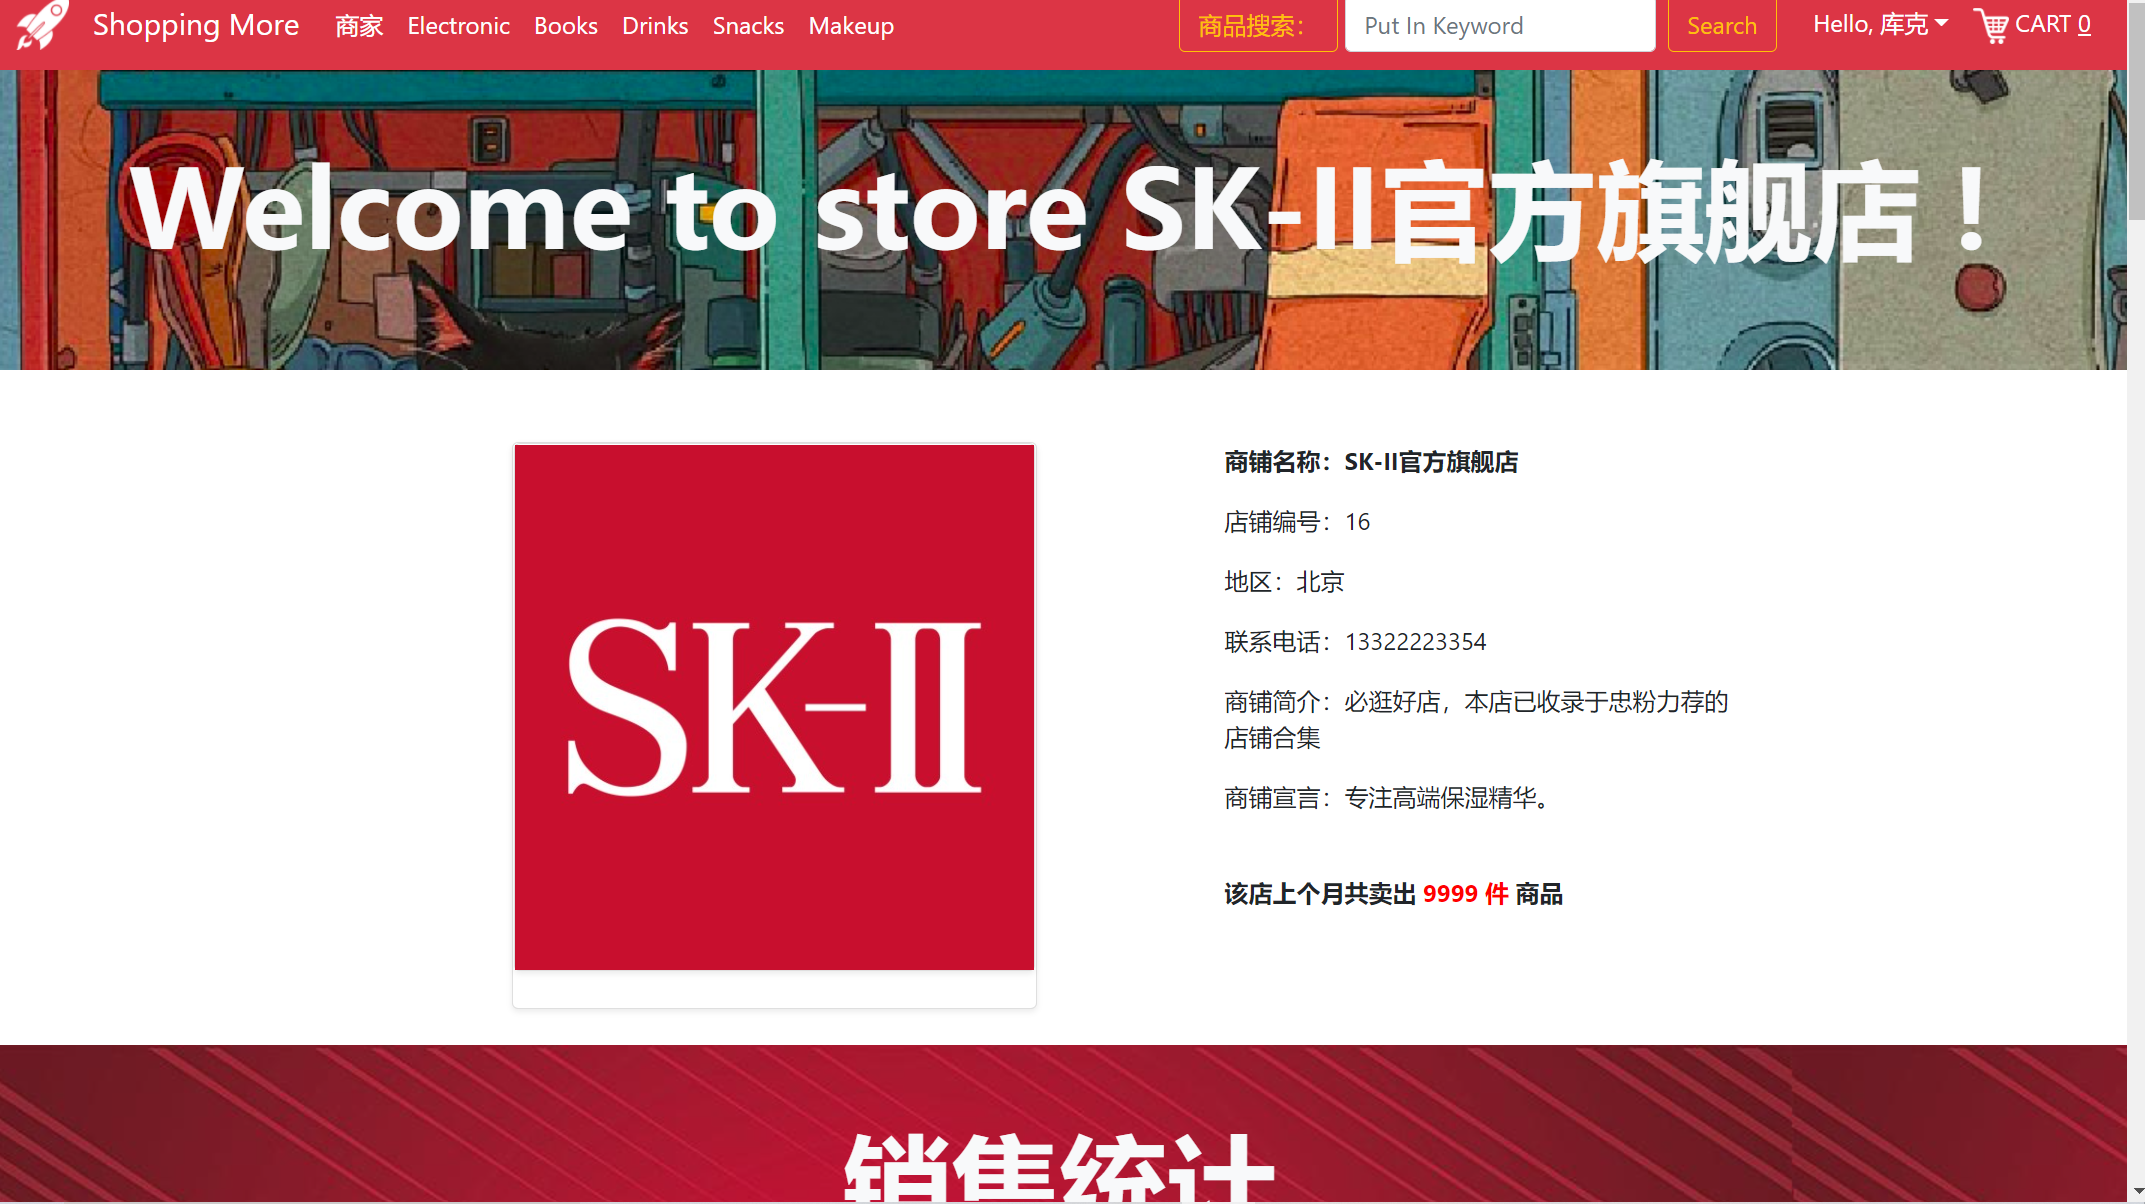 Shopping More 商家 Electronic Books Drinks Snacks Makeup 商品搜索： Put In Keyword Search Hello, 库克 CART 0
Welcome to store SK-II官方旗舰店！
SK-II
商铺名称：SK-II官方旗舰店
店铺编号：16
地区：北京
联系电话：13322223354
商铺简介：必逛好店，本店已收录于忠粉力荐的
店铺合集
商铺宣言：专注高端保湿精华。
该店上个月共卖出 9999 件 商品
销售统计